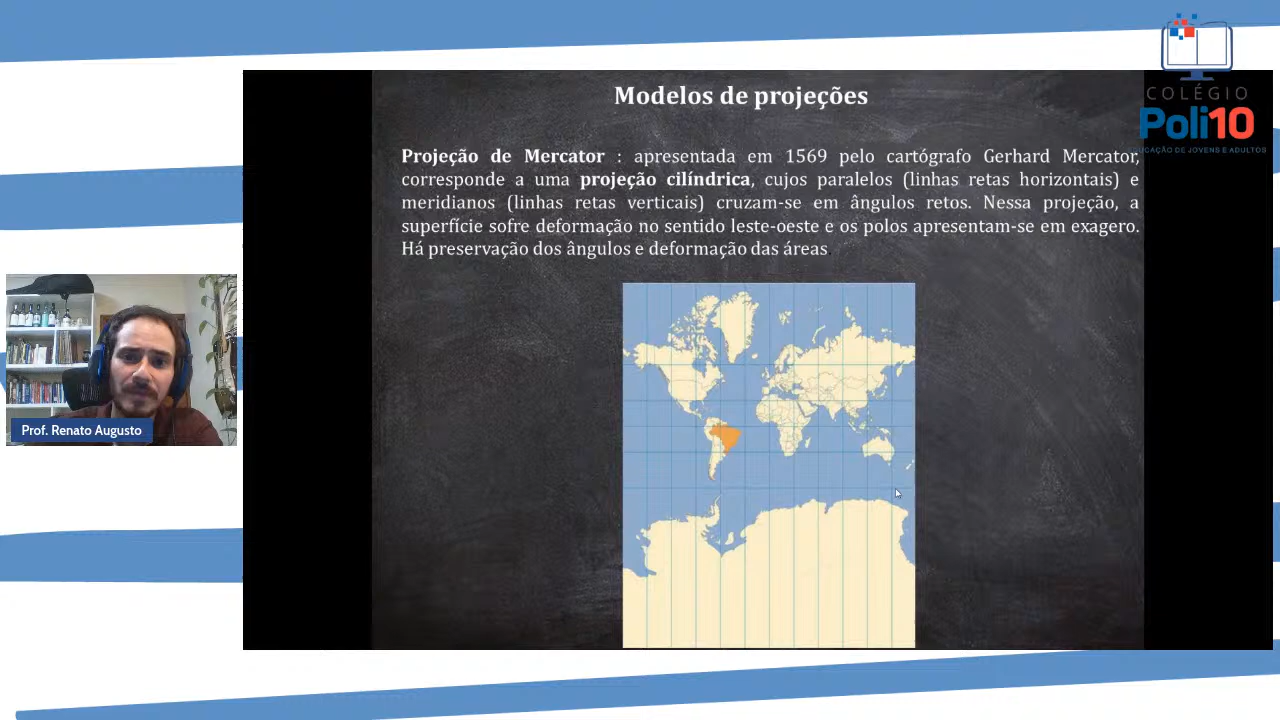 Modelos de projeções
COLÉGIO
Poli10
EDUCAÇÃO DE JOVENS E ADULTOS
Projeção de Mercator : apresentada em 1569 pelo cartógrafo Gerhard Mercator,
corresponde a uma projeção cilíndrica, cujos paralelos (linhas retas horizontais) e
meridianos (linhas retas verticais) cruzam-se em ângulos retos. Nessa projeção, a
superfície sofre deformação no sentido leste-oeste e os polos apresentam-se em exagero.
Há preservação dos ângulos e deformação das áreas
Prof. Renato Augusto